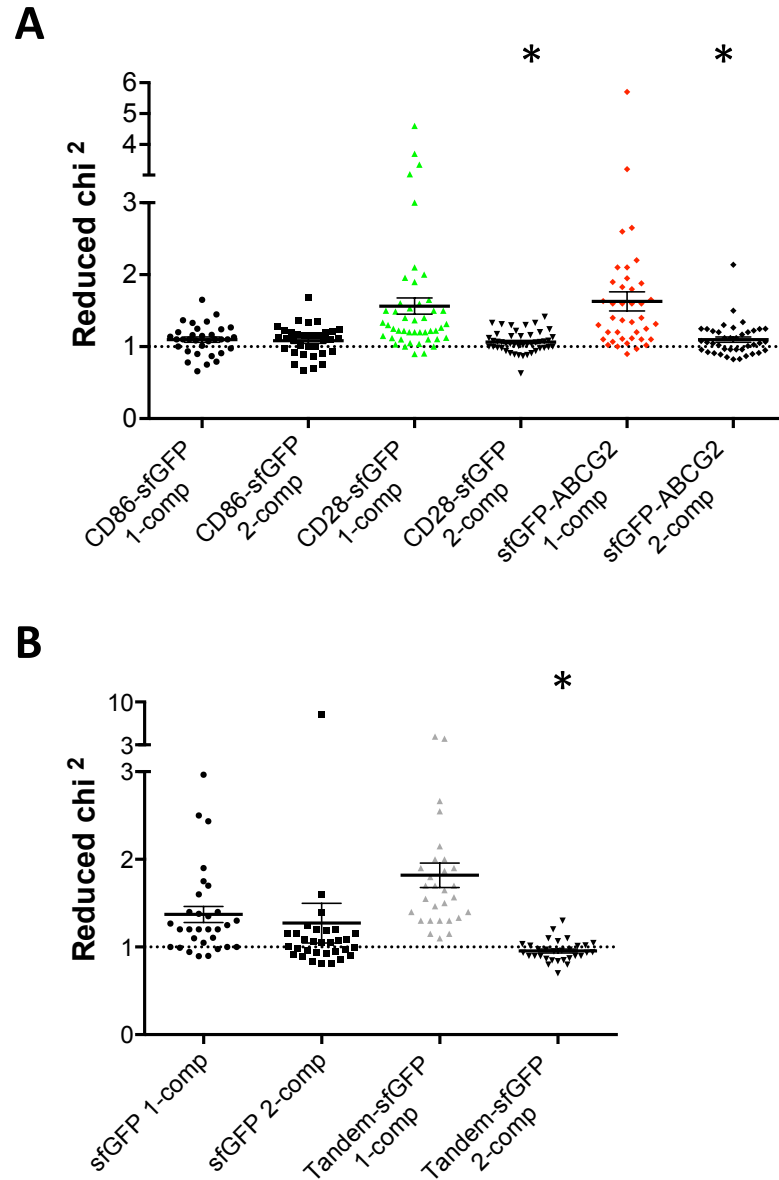 A
* *
Reduced chi 2
6
5
4
3
2
1
0
CD86-sfGFP
1-comp
CD86-sfGFP
2-comp
CD28-sfGFP
1-comp
CD28-sfGFP
2-comp
sfGFP-ABCG2
1-comp
sfGFP-ABCG2
2-comp
B
*
Reduced chi 2
10
3
3
2
1
0
sfGFP 1-comp
sfGFP 2-comp
Tandem-sfGFP
1-comp
Tandem-sfGFP
2-comp